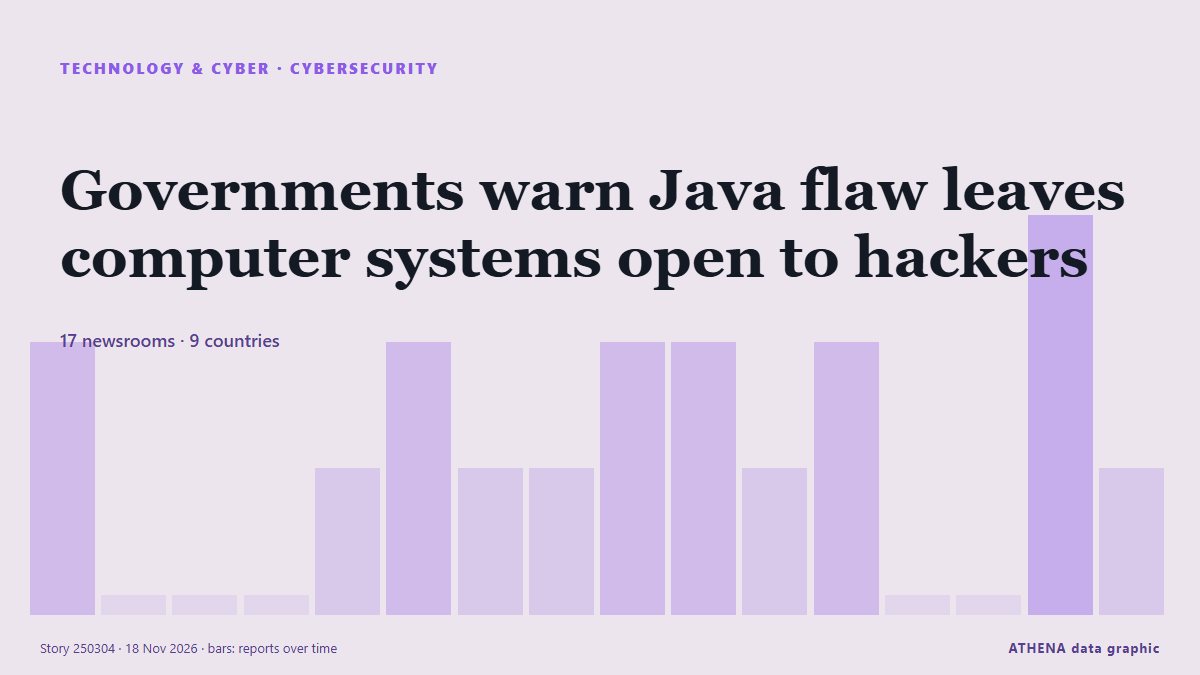 TECHNOLOGY & CYBER · CYBERSECURITY
Governments warn Java flaw leaves
computer systems open to hackers
17 newsrooms · 9 countries
Story 250304 · 18 Nov 2026 · bars: reports over time
ATHENA data graphic